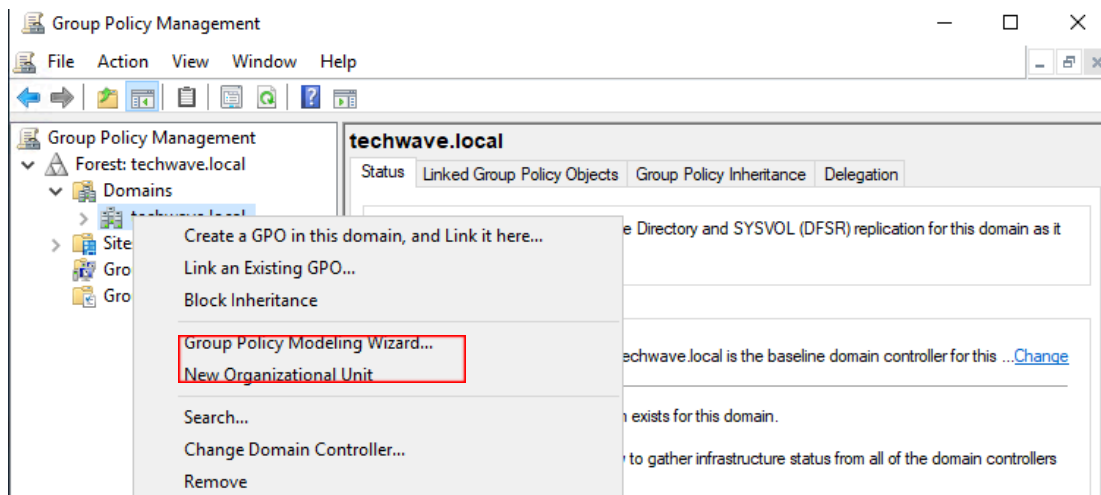 Group Policy Management
File Action View Window Help
Group Policy Management
Forest: techwave.local
Domains
techwave.local
Site
Gro
Gro
techwave.local
Status Linked Group Policy Objects Group Policy Inheritance Delegation
e Directory and SYSVOL (DFSR) replication for this domain as it
echwave.local is the baseline domain controller for this ...Change
n exists for this domain.
to gather infrastructure status from all of the domain controllers
Create a GPO in this domain, and Link it here...
Link an Existing GPO...
Block Inheritance
Group Policy Modeling Wizard...
New Organizational Unit
Search...
Change Domain Controller...
Remove